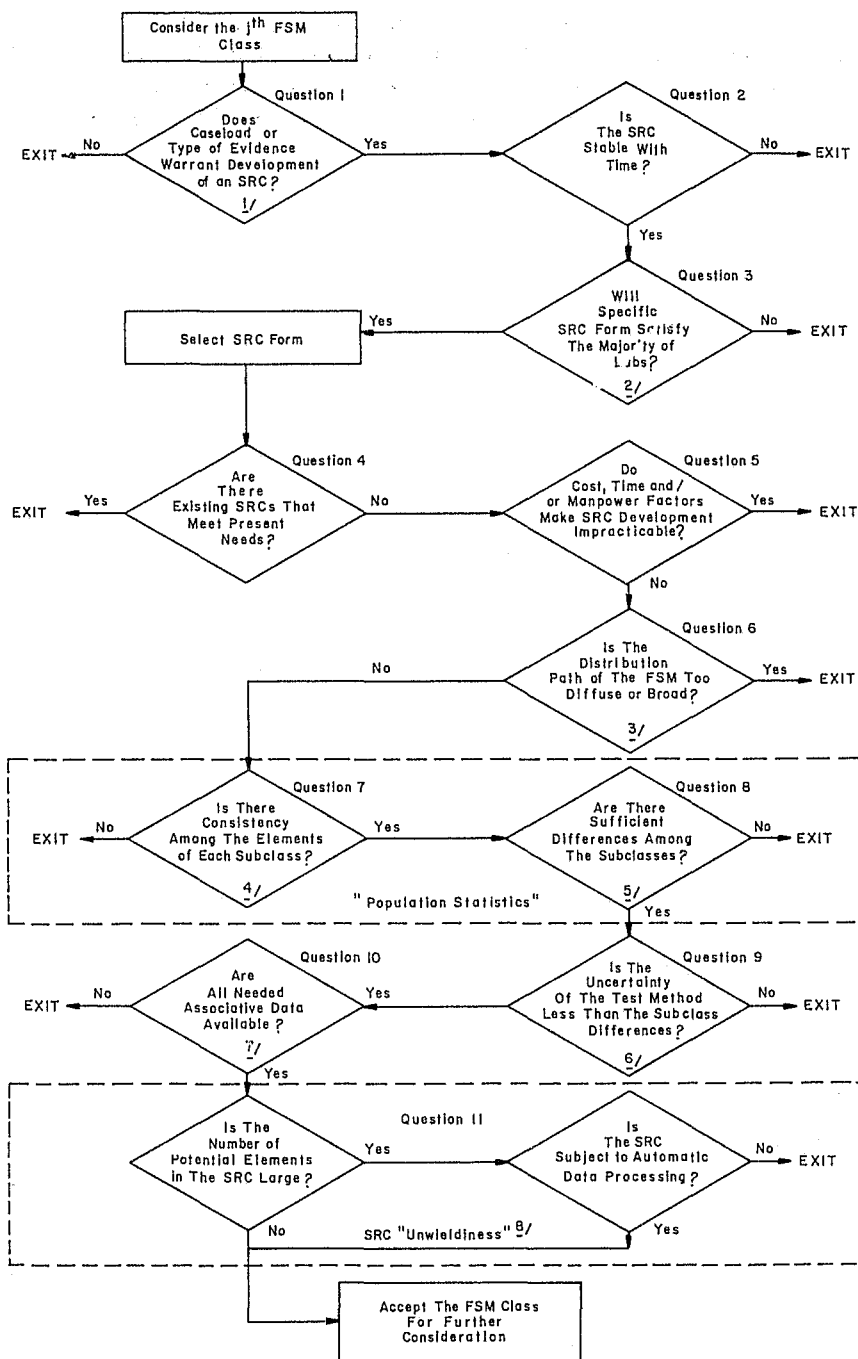 Consider the jth FSM
Class
Question 1
Does
Caseload or
Type of Evidence
Warrant Development
of an SRC?
1/
No
EXIT
Yes
Question 2
Is
The SRC
Stable With
Time?
No
EXIT
Yes
Question 3
Will
Specific
SRC Form Satisfy
The Majority of
Labs?
2/
No
EXIT
Yes
Select SRC Form
Question 4
Are
There
Existing SRCs That
Meet Present
Needs?
Yes
EXIT
No
Question 5
Do
Cost, Time and/
or Manpower Factors
Make SRC Development
Impracticable?
Yes
EXIT
No
Question 6
Is The
Distribution
Path of The FSM Too
Diffuse or Broad?
3/
Yes
EXIT
No
Question 7
Is There
Consistency
Among The Elements
of Each Subclass?
4/
No
EXIT
Yes
Question 8
Are There
Sufficient
Differences Among
The Subclasses?
5/
No
EXIT
"Population Statistics"
Yes
Question 9
Is The
Uncertainty
Of The Test Method
Less Than The Subclass
Differences?
6/
No
EXIT
Yes
Question 10
Are
All Needed
Associative Data
Available?
7/
No
EXIT
Yes
Question 11
Is The
Number of
Potential Elements
in The SRC Large?
Yes
Is
The SRC
Subject to Automatic
Data Processing?
No
EXIT
No
SRC "Unwieldiness" 8/
Yes
Accept The FSM Class
For Further
Consideration